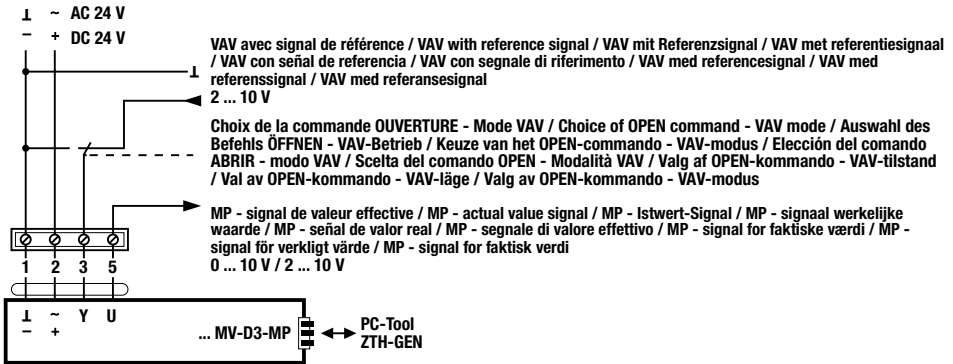 ⊥ ~ AC 24 V
− + DC 24 V
VAV avec signal de référence / VAV with reference signal / VAV mit Referenzsignal / VAV met referentiesignaal
/ VAV con señal de referencia / VAV con segnale di riferimento / VAV med referencesignal / VAV med
referenssignal / VAV med referansesignal
⊥
2 ... 10 V
Choix de la commande OUVERTURE - Mode VAV / Choice of OPEN command - VAV mode / Auswahl des
Befehls ÖFFNEN - VAV-Betrieb / Keuze van het OPEN-commando - VAV-modus / Elección del comando
ABRIR - modo VAV / Scelta del comando OPEN - Modalità VAV / Valg af OPEN-kommando - VAV-tilstand
/ Val av OPEN-kommando - VAV-läge / Valg av OPEN-kommando - VAV-modus
MP - signal de valeur effective / MP - actual value signal / MP - Istwert-Signal / MP - signaal werkelijke
waarde / MP - señal de valor real / MP - segnale di valore effettivo / MP - signal for faktiske værdi / MP -
signal för verkligt värde / MP - signal for faktisk verdi
0 ... 10 V / 2 ... 10 V
1 2 3 5
⊥ ~ Y U
− +
... MV-D3-MP
PC-Tool
ZTH-GEN